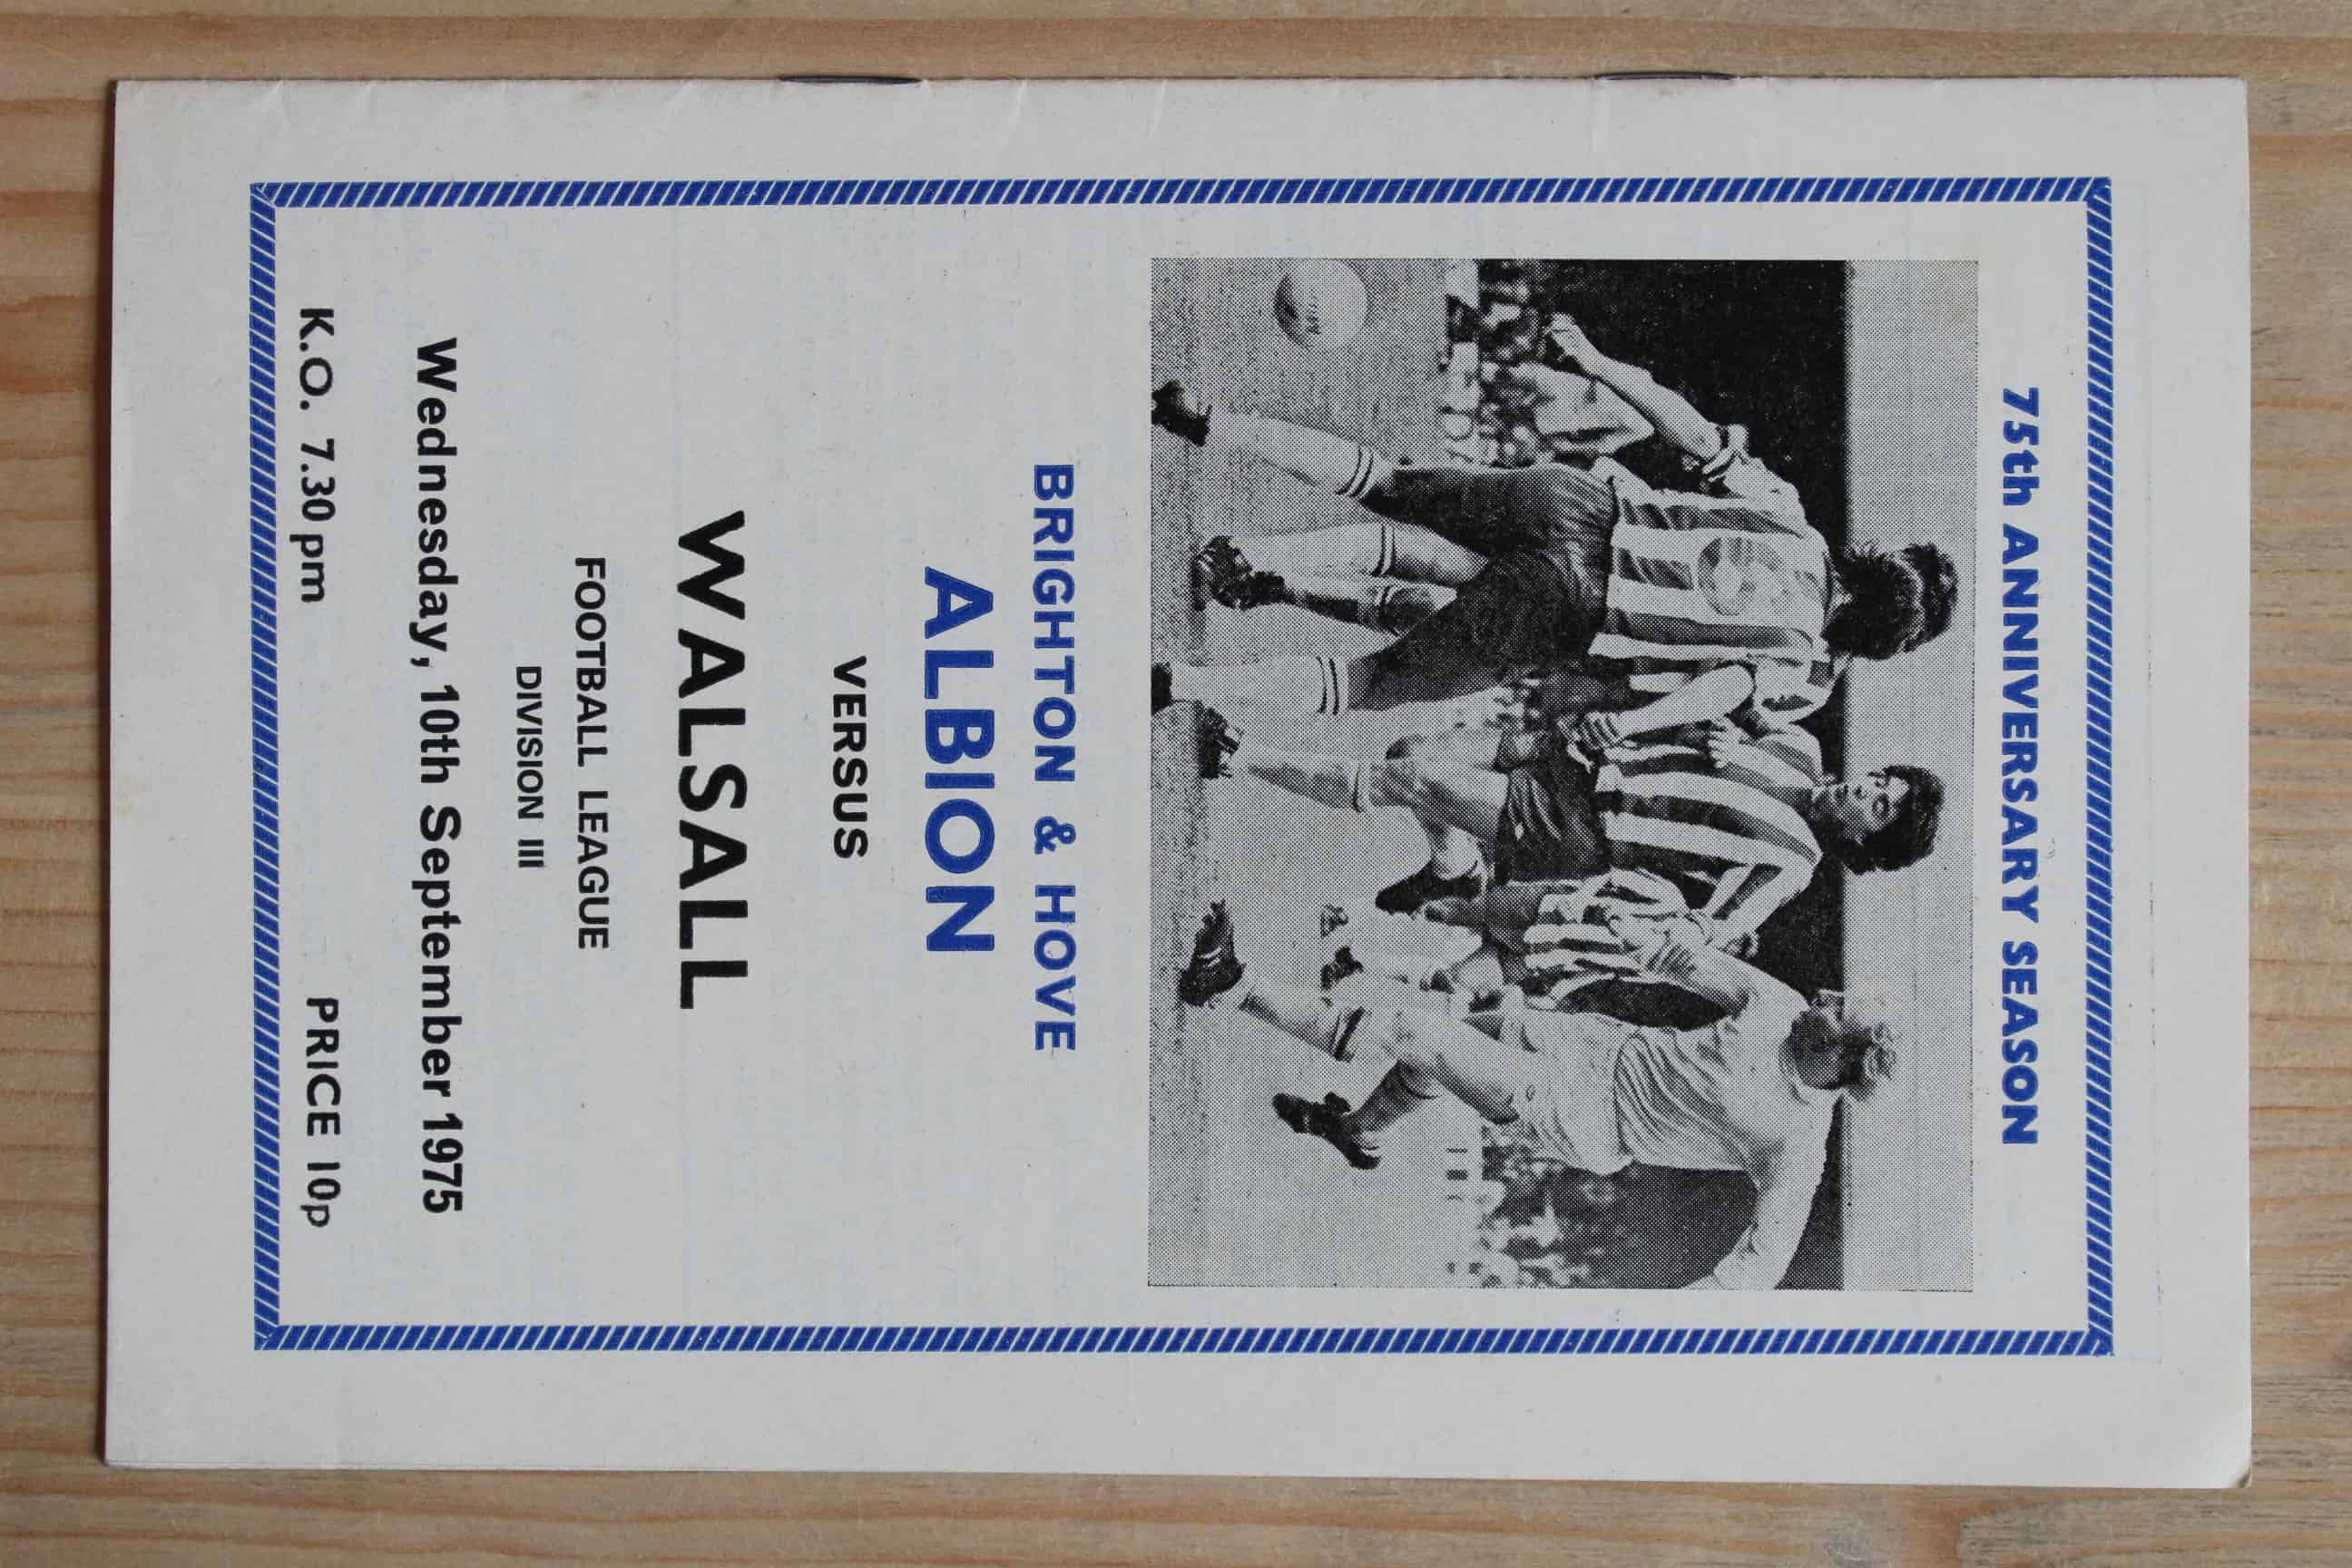 75th ANNIVERSARY SEASON
BRIGHTON & HOVE
ALBION
VERSUS
WALSALL
FOOTBALL LEAGUE
DIVISION III
Wednesday, 10th September 1975
K.O. 7.30 pm PRICE 10p